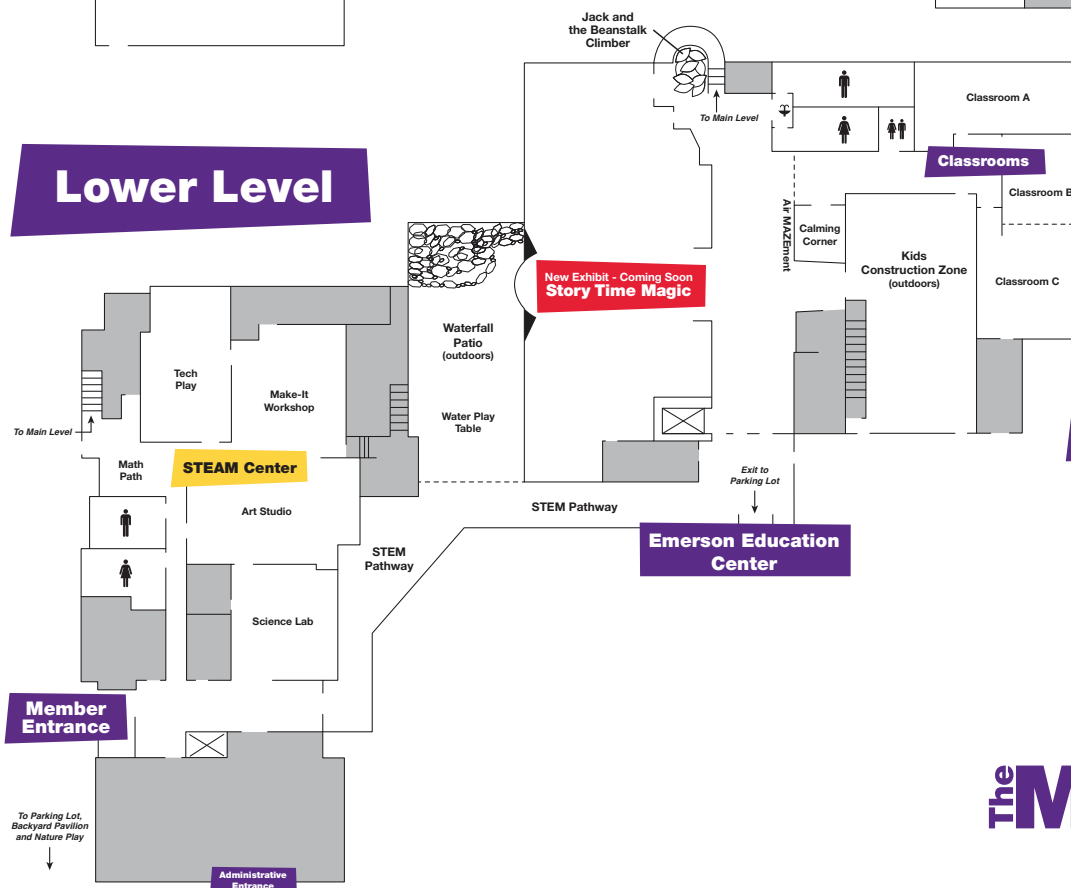 Jack and
the Beanstalk
Climber
To Main Level
Classroom A
Classrooms
Classroom B
Lower Level
Air MAZEment
Calming
Corner
Kids
Construction Zone
(outdoors)
Classroom C
New Exhibit - Coming Soon
Story Time Magic
Waterfall
Patio
(outdoors)
Water Play
Table
Tech
Play
Make-It
Workshop
To Main Level
Math
Path
STEAM Center
Art Studio
STEM Pathway
STEM
Pathway
Exit to
Parking Lot
Emerson Education
Center
Science Lab
Member
Entrance
To Parking Lot,
Backyard Pavilion
and Nature Play
Administrative
Entrance
The M